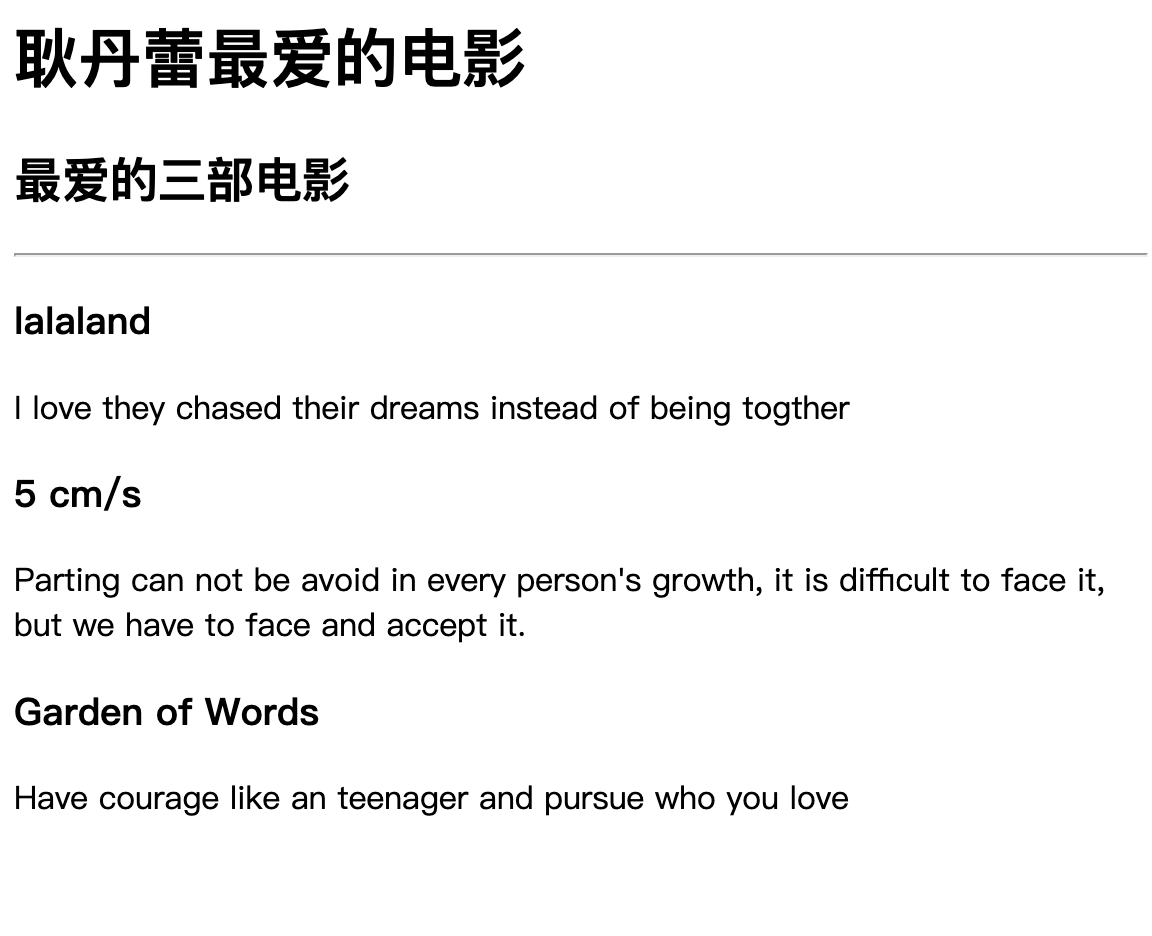 耿丹蕾最爱的电影
最爱的三部电影
lalaland
I love they chased their dreams instead of being togther
5 cm/s
Parting can not be avoid in every person's growth, it is difficult to face it,
but we have to face and accept it.
Garden of Words
Have courage like an teenager and pursue who you love